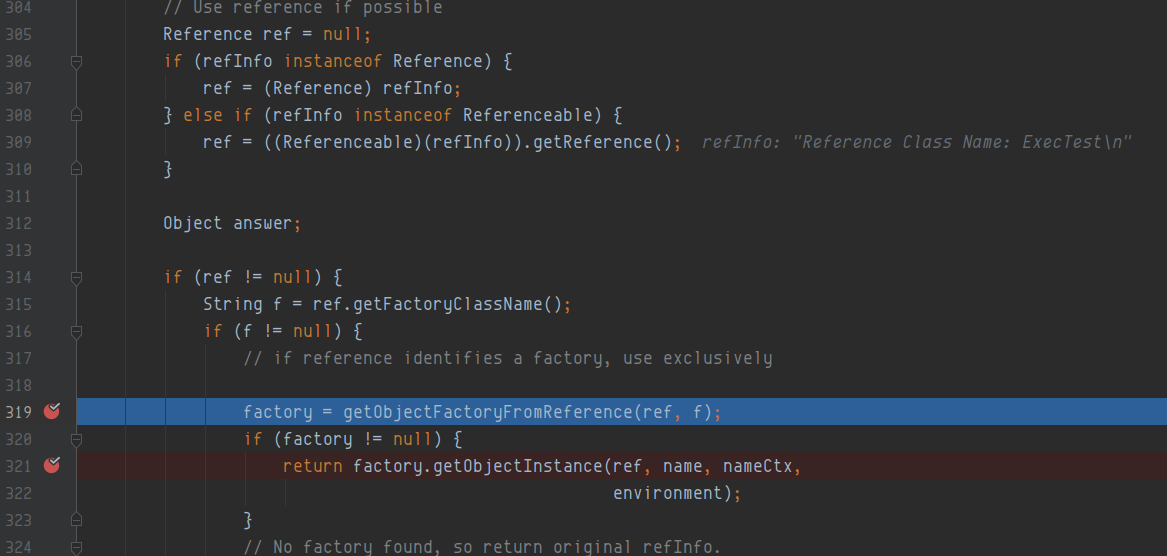 304 // Use reference if possible
305 Reference ref = null;
306 if (refInfo instanceof Reference) {
307 ref = (Reference) refInfo;
308 } else if (refInfo instanceof Referenceable) {
309 ref = ((Referenceable)(refInfo)).getReference(); refInfo: "Reference Class Name: ExecTest\n"
310 }
311
312 Object answer;
313
314 if (ref != null) {
315 String f = ref.getFactoryClassName();
316 if (f != null) {
317 // if reference identifies a factory, use exclusively
318
319 factory = getObjectFactoryFromReference(ref, f);
320 if (factory != null) {
321 return factory.getObjectInstance(ref, name, nameCtx,
322 environment);
323 }
324 // No factory found, so return original refInfo.